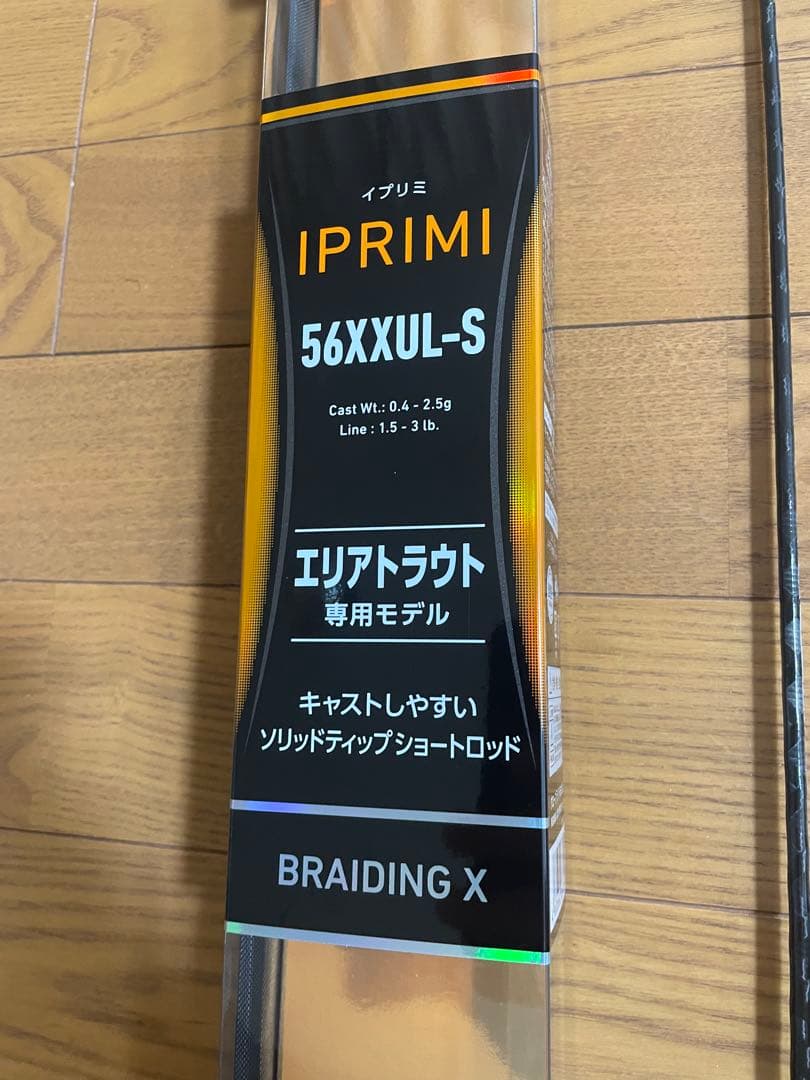 イプリミ
IPRIMI
56XXUL-S
Cast Wt.: 0.4 - 2.5g
Line : 1.5 - 3 lb.
エリアトラウト
専用モデル
キャストしやすい
ソリッドティップショートロッド
BRAIDING X